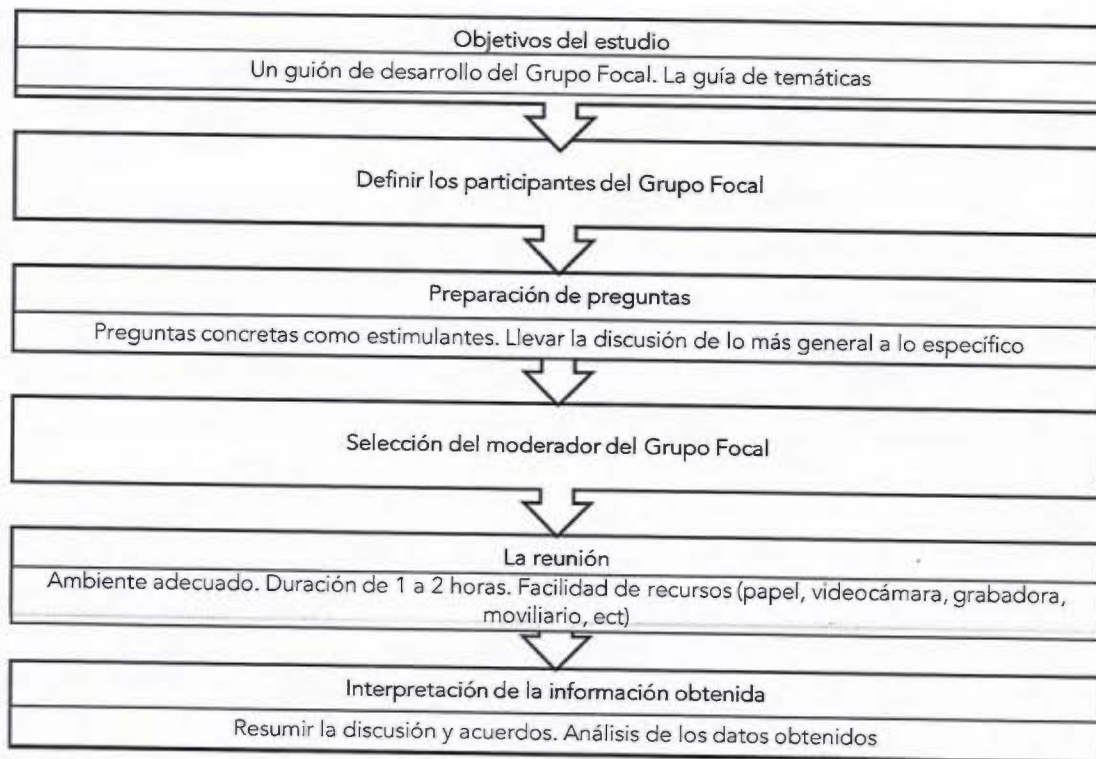 Objetivos del estudio
Un guión de desarrollo del Grupo Focal. La guía de temáticas
Definir los participantes del Grupo Focal
Preparación de preguntas
Preguntas concretas como estimulantes. Llevar la discusión de lo más general a lo específico
Selección del moderador del Grupo Focal
La reunión
Ambiente adecuado. Duración de 1 a 2 horas. Facilidad de recursos (papel, videocámara, grabadora,
moviliario, ect)
Interpretación de la información obtenida
Resumir la discusión y acuerdos. Análisis de los datos obtenidos